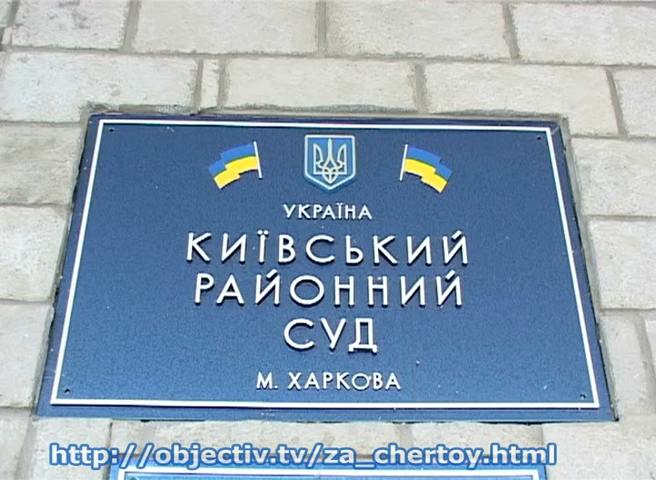 УКРАЇНА
КИЇВСЬКИЙ
РАЙОННИЙ
СУД
М. ХАРКОВА
http://objectiv.tv/za_chertoy.html